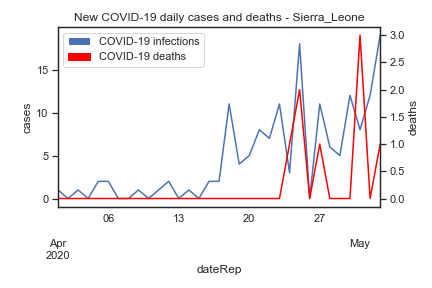 New COVID-19 daily cases and deaths - Sierra_Leone
COVID-19 infections
COVID-19 deaths
cases
15
10
5
0
deaths
3.0
2.5
2.0
1.5
1.0
0.5
0.0
06
13
20
27
Apr
2020
May
dateRep